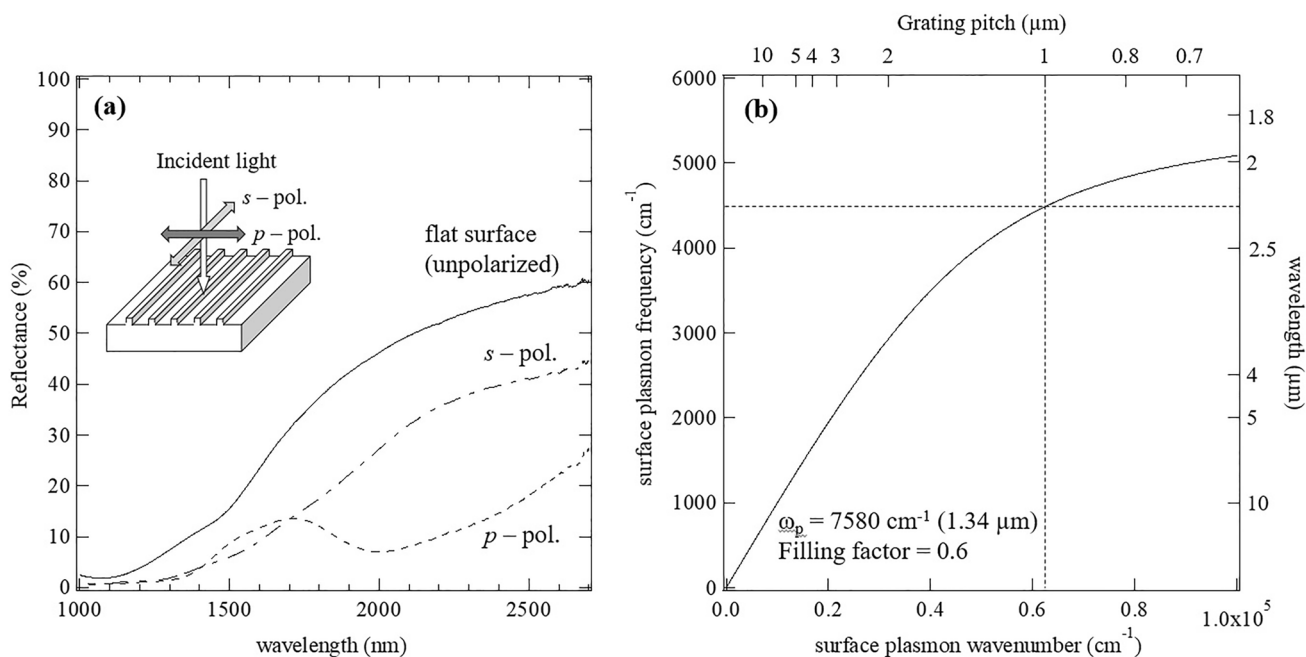 (a)
Reflectance (%)
100
90
80
70
60
50
40
30
20
10
0
Incident light
s – pol.
p – pol.
flat surface
(unpolarized)
s – pol.
p – pol.
1000
1500
2000
2500
wavelength (nm)
(b)
Grating pitch (µm)
10 5 4 3 2 1 0.8 0.7
surface plasmon frequency (cm-1)
6000
5000
4000
3000
2000
1000
0
1.8
2
2.5
4
5
10
wavelength (µm)
ωp = 7580 cm-1 (1.34 µm)
Filling factor = 0.6
0.0 0.2 0.4 0.6 0.8 1.0x10^5
surface plasmon wavenumber (cm-1)